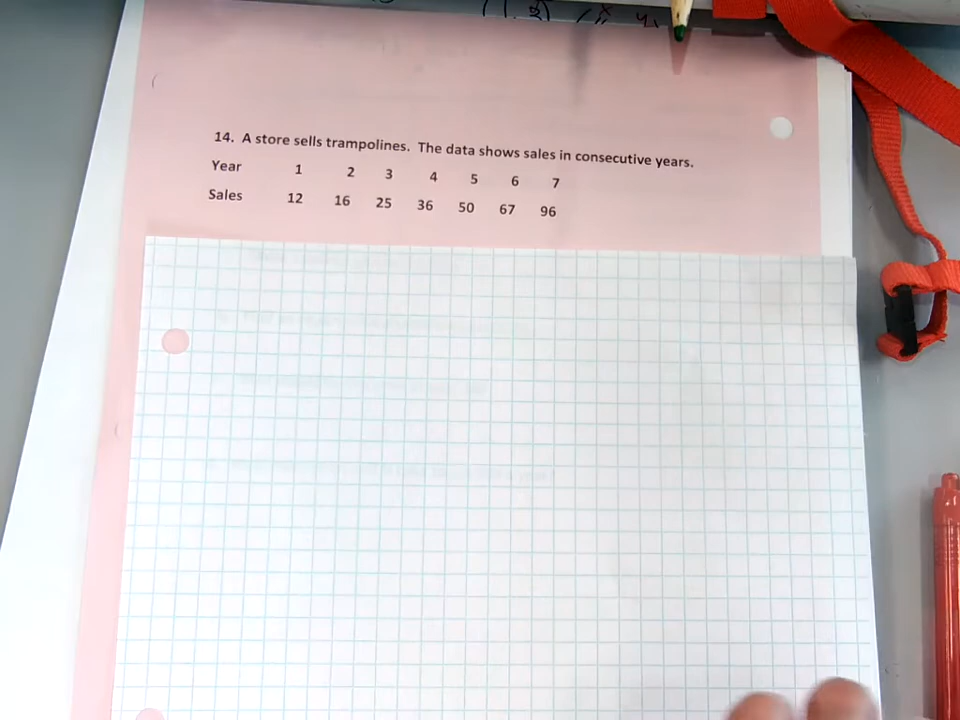 14. A store sells trampolines. The data shows sales in consecutive years.
Year 1 2 3 4 5 6 7
Sales 12 16 25 36 50 67 96